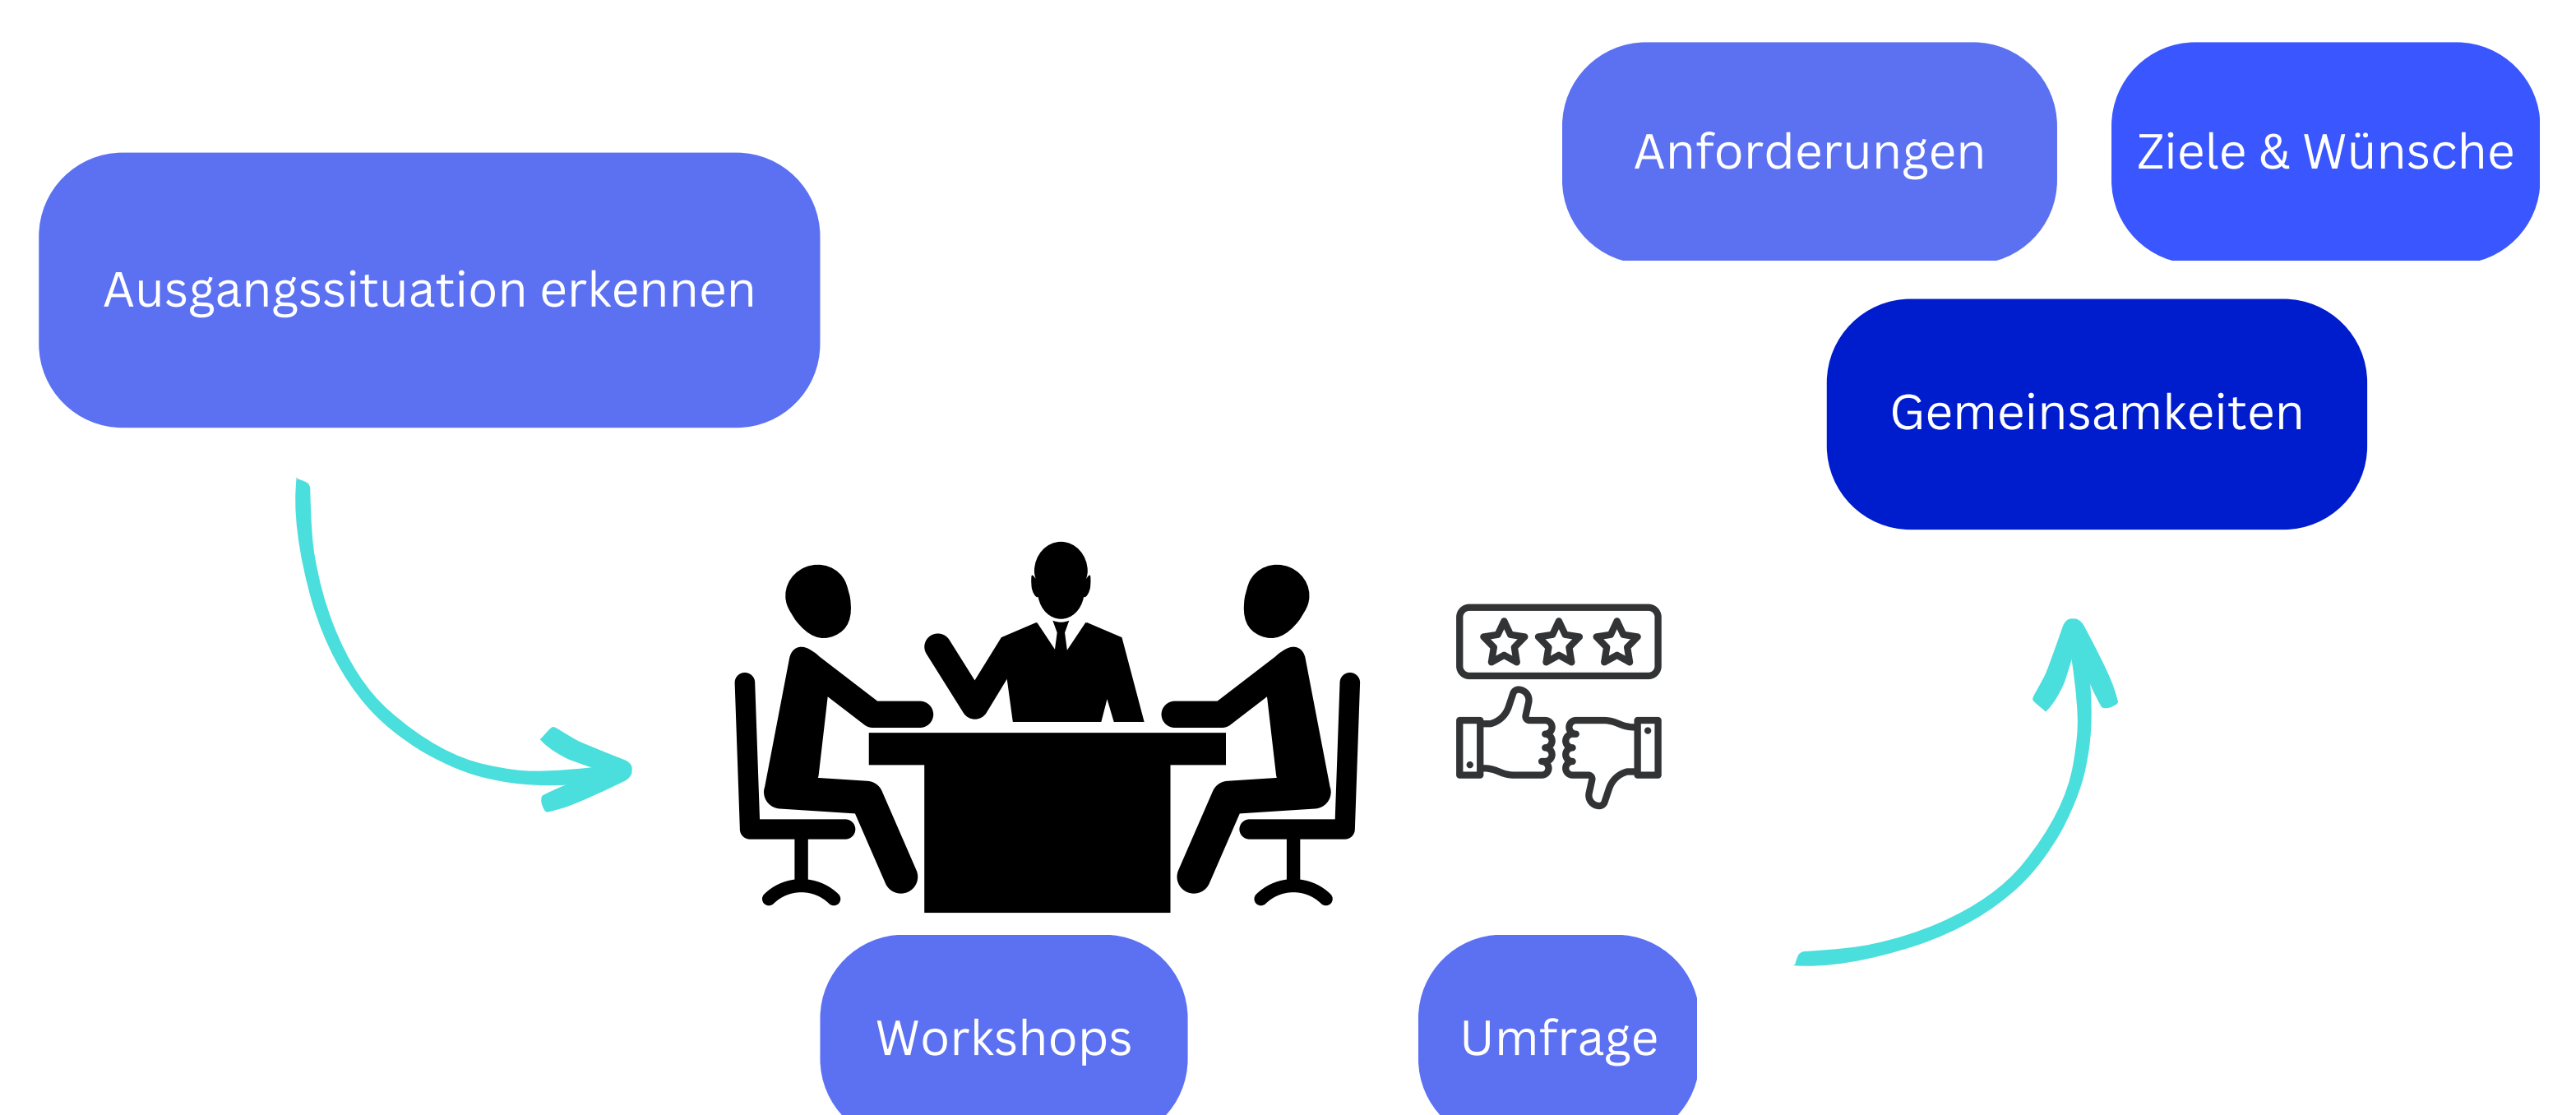 Ausgangssituation erkennen
Anforderungen
Ziele & Wünsche
Gemeinsamkeiten
Workshops
Umfrage